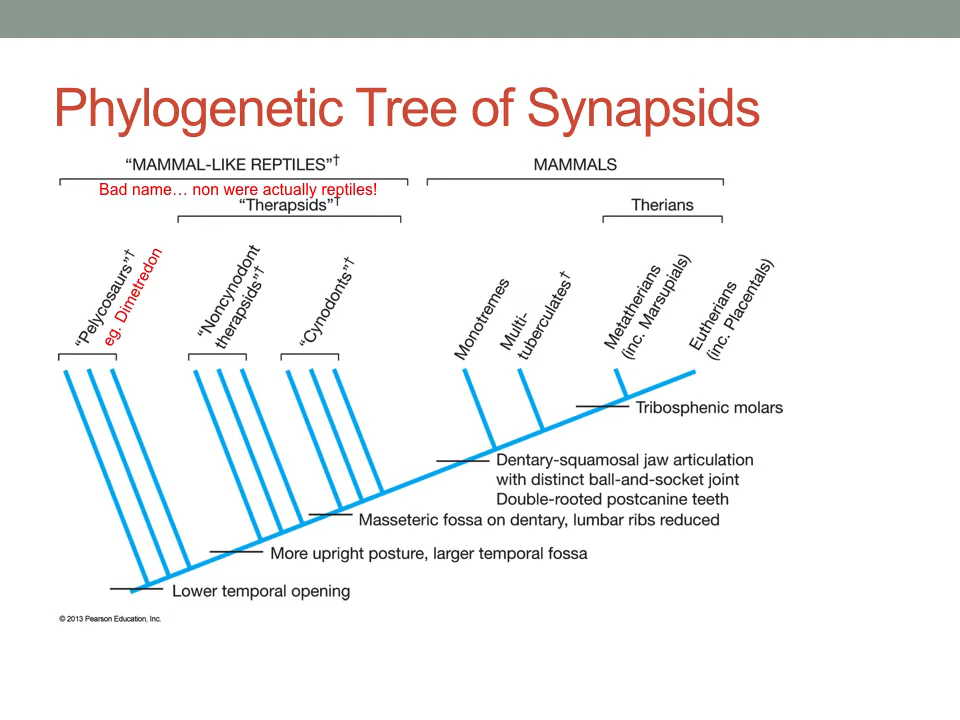 Phylogenetic Tree of Synapsids
“MAMMAL-LIKE REPTILES”†
MAMMALS
Bad name… non were actually reptiles!
“Therapsids”†
Therians
“Pelycosaurs”†
eg. Dimetredon
“Noncynodont
therapsids”†
“Cynodonts”†
Monotremes
Multi-
tuberculates†
Metatherians
(inc. Marsupials)
Eutherians
(inc. Placentals)
Tribosphenic molars
Dentary-squamosal jaw articulation
with distinct ball-and-socket joint
Double-rooted postcanine teeth
Masseteric fossa on dentary, lumbar ribs reduced
More upright posture, larger temporal fossa
Lower temporal opening
© 2013 Pearson Education, Inc.